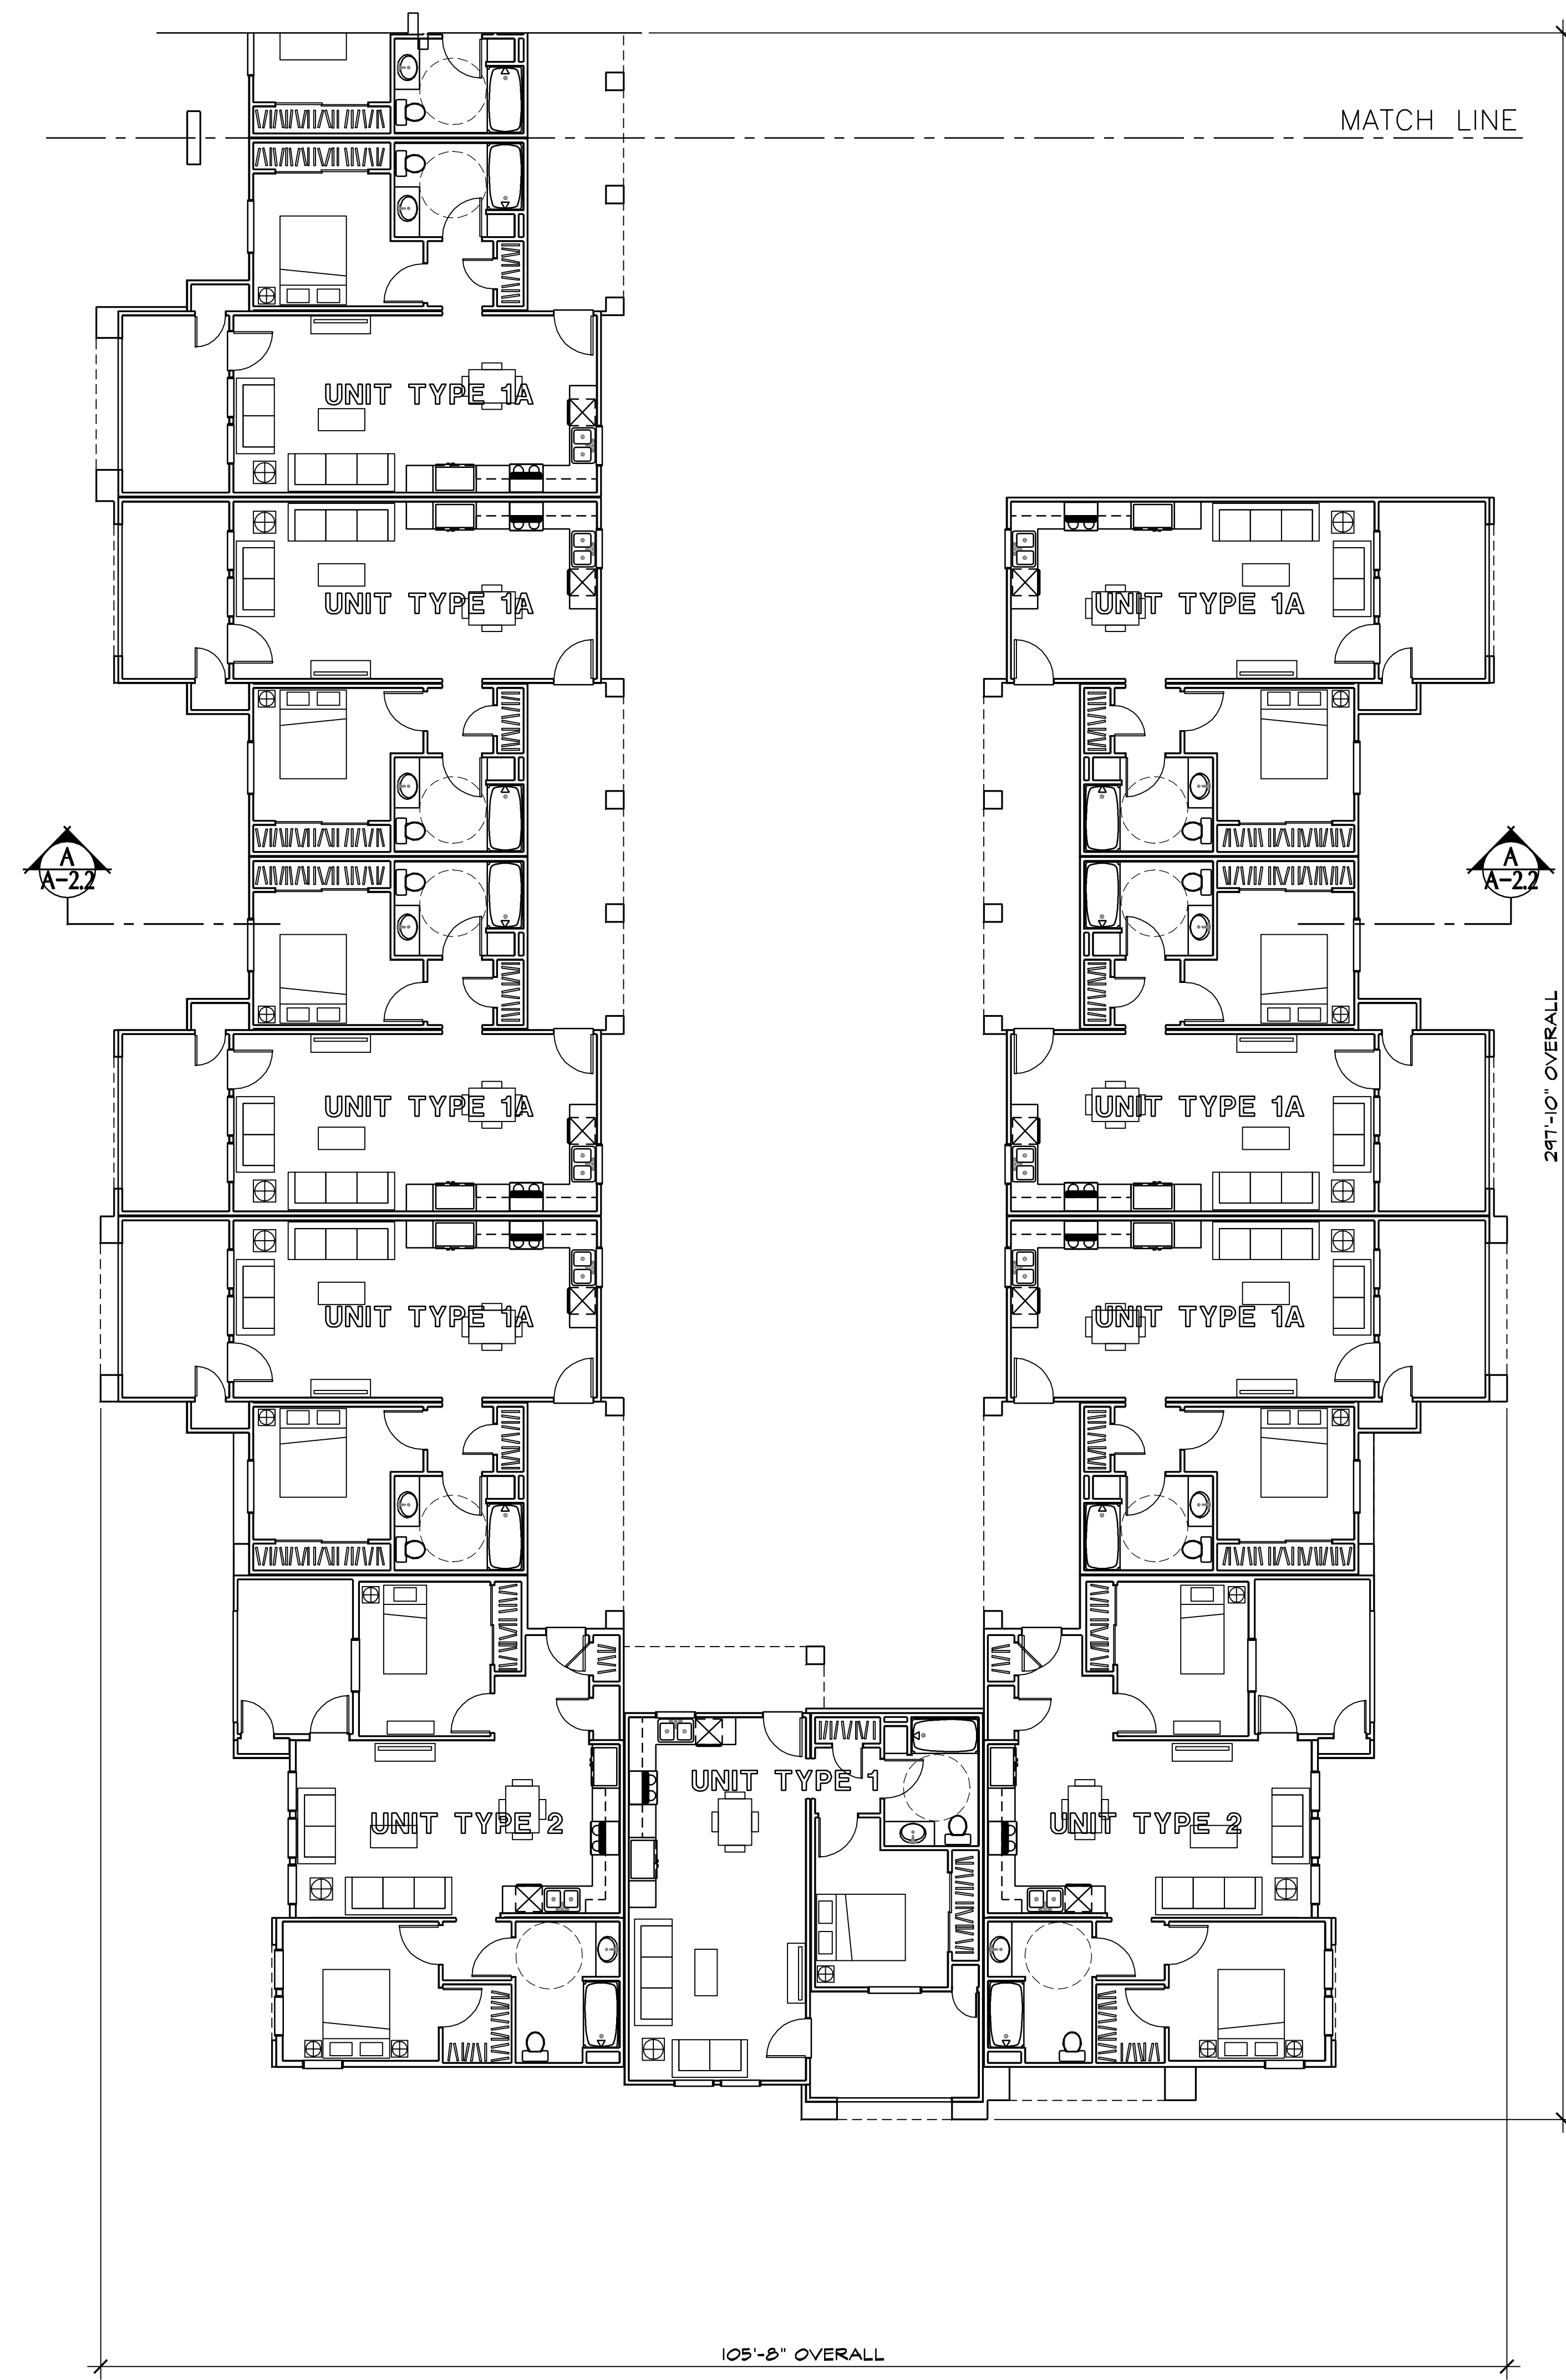 MATCH LINE
UNIT TYPE 1A
UNIT TYPE 1A
UNIT TYPE 1A
A
A-2.2
A
A-2.2
297'-10" OVERALL
UNIT TYPE 1A
UNIT TYPE 1A
UNIT TYPE 1A
UNIT TYPE 1A
UNIT TYPE 1
UNIT TYPE 2
UNIT TYPE 2
105'-8" OVERALL